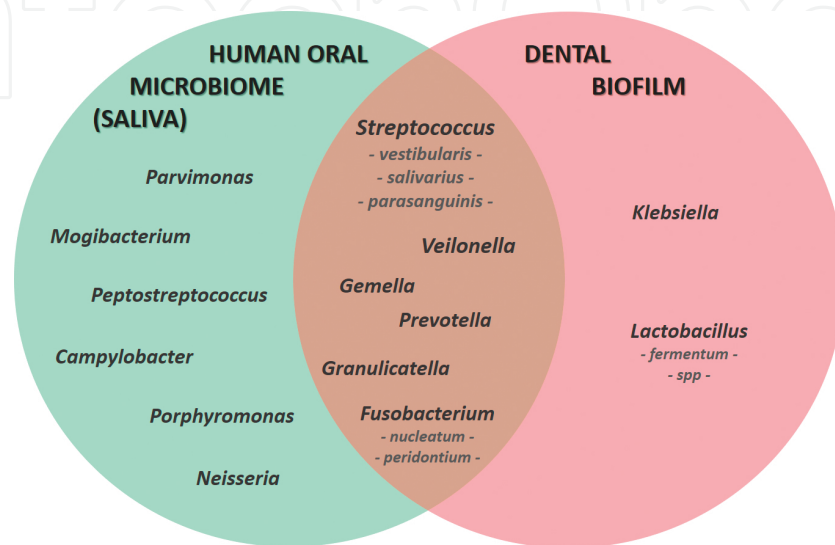 HUMAN ORAL
MICROBIOME
(SALIVA)
Parvimonas
Mogibacterium
Peptostreptococcus
Campylobacter
Porphyromonas
Neisseria
Streptococcus
- vestibularis -
- salivarius -
- parasanguinis -
Veilonella
Gemella
Prevotella
Granulicatella
Fusobacterium
- nucleatum -
- peridontium -
DENTAL
BIOFILM
Klebsiella
Lactobacillus
- fermentum -
- spp -